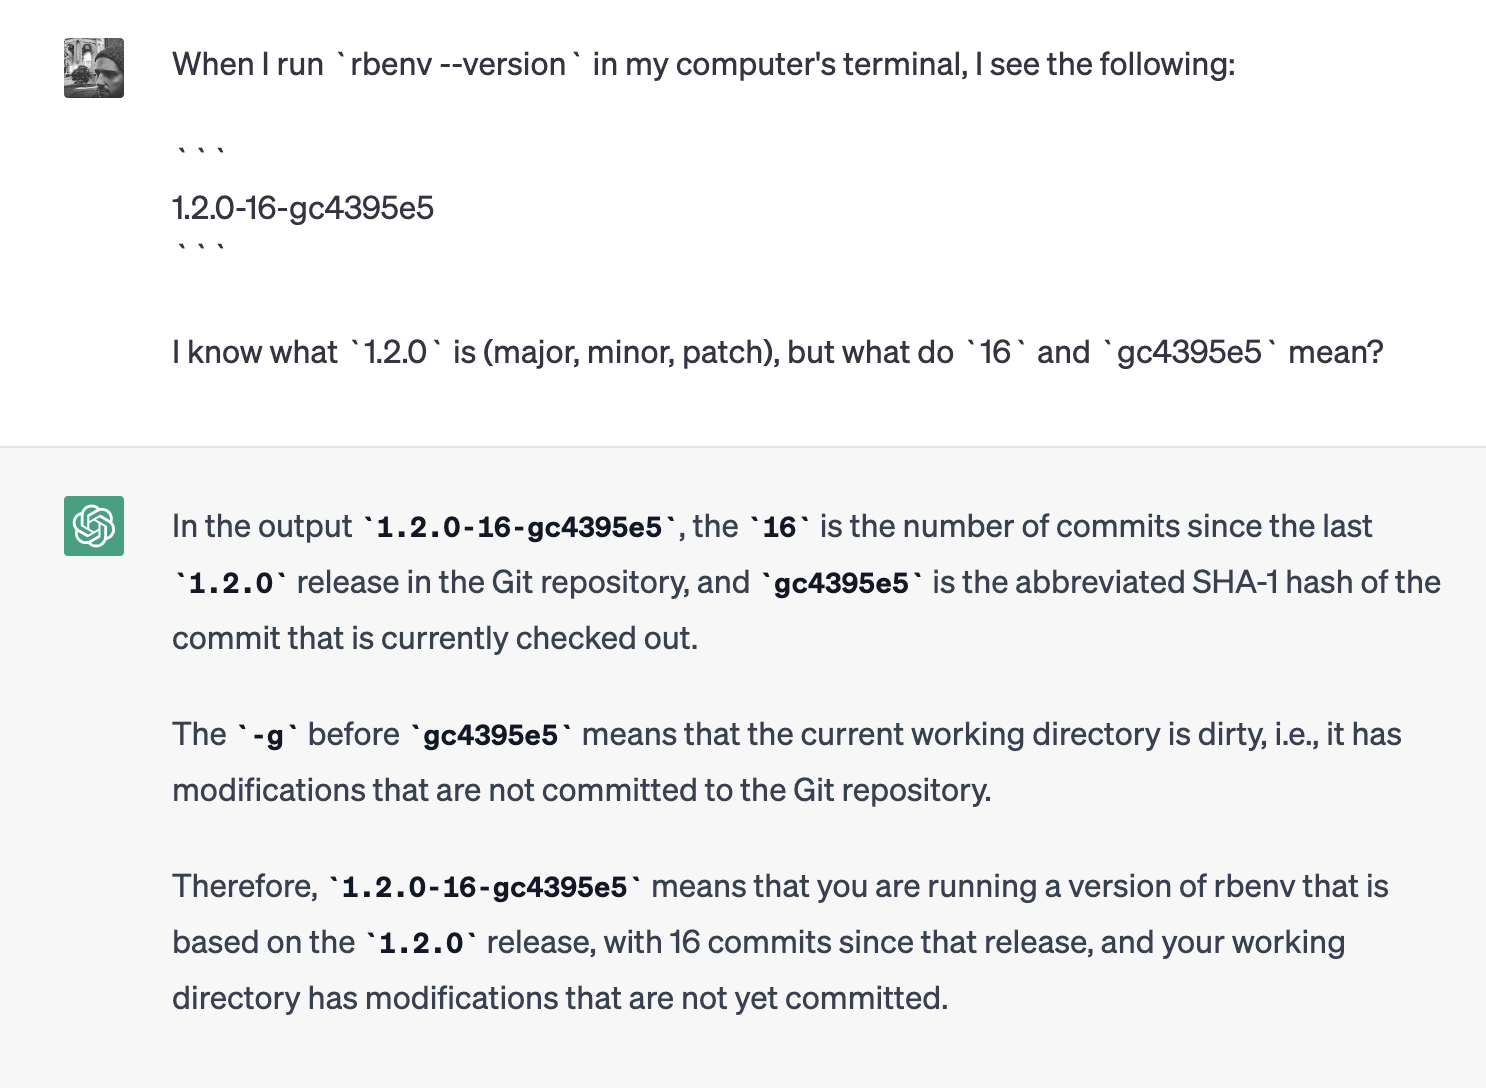 When I run `rbenv --version` in my computer's terminal, I see the following:
```
1.2.0-16-gc4395e5
```
I know what `1.2.0` is (major, minor, patch), but what do `16` and `gc4395e5` mean?
In the output `1.2.0-16-gc4395e5`, the `16` is the number of commits since the last
`1.2.0` release in the Git repository, and `gc4395e5` is the abbreviated SHA-1 hash of the
commit that is currently checked out.
The `-g` before `gc4395e5` means that the current working directory is dirty, i.e., it has
modifications that are not committed to the Git repository.
Therefore, `1.2.0-16-gc4395e5` means that you are running a version of rbenv that is
based on the `1.2.0` release, with 16 commits since that release, and your working
directory has modifications that are not yet committed.